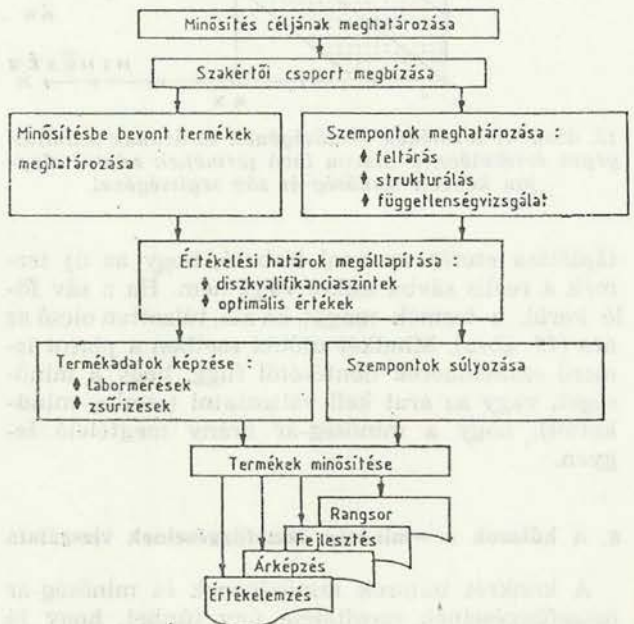 Minősítés céljának meghatározása
Szakértői csoport megbízása
Minősítésbe bevont termékek
meghatározása
Szempontok meghatározása :
feltárás
strukturálás
függetlenségvizsgálat
Értékelési határok megállapítása :
diszkvalifikanciaszintek
optimális értékek
Termékadatok képzése :
labormérések
zsűrizések
Szempontok súlyozása
Termékek minősítése
Rangsor
Fejlesztés
Árképzés
Értékelemzés